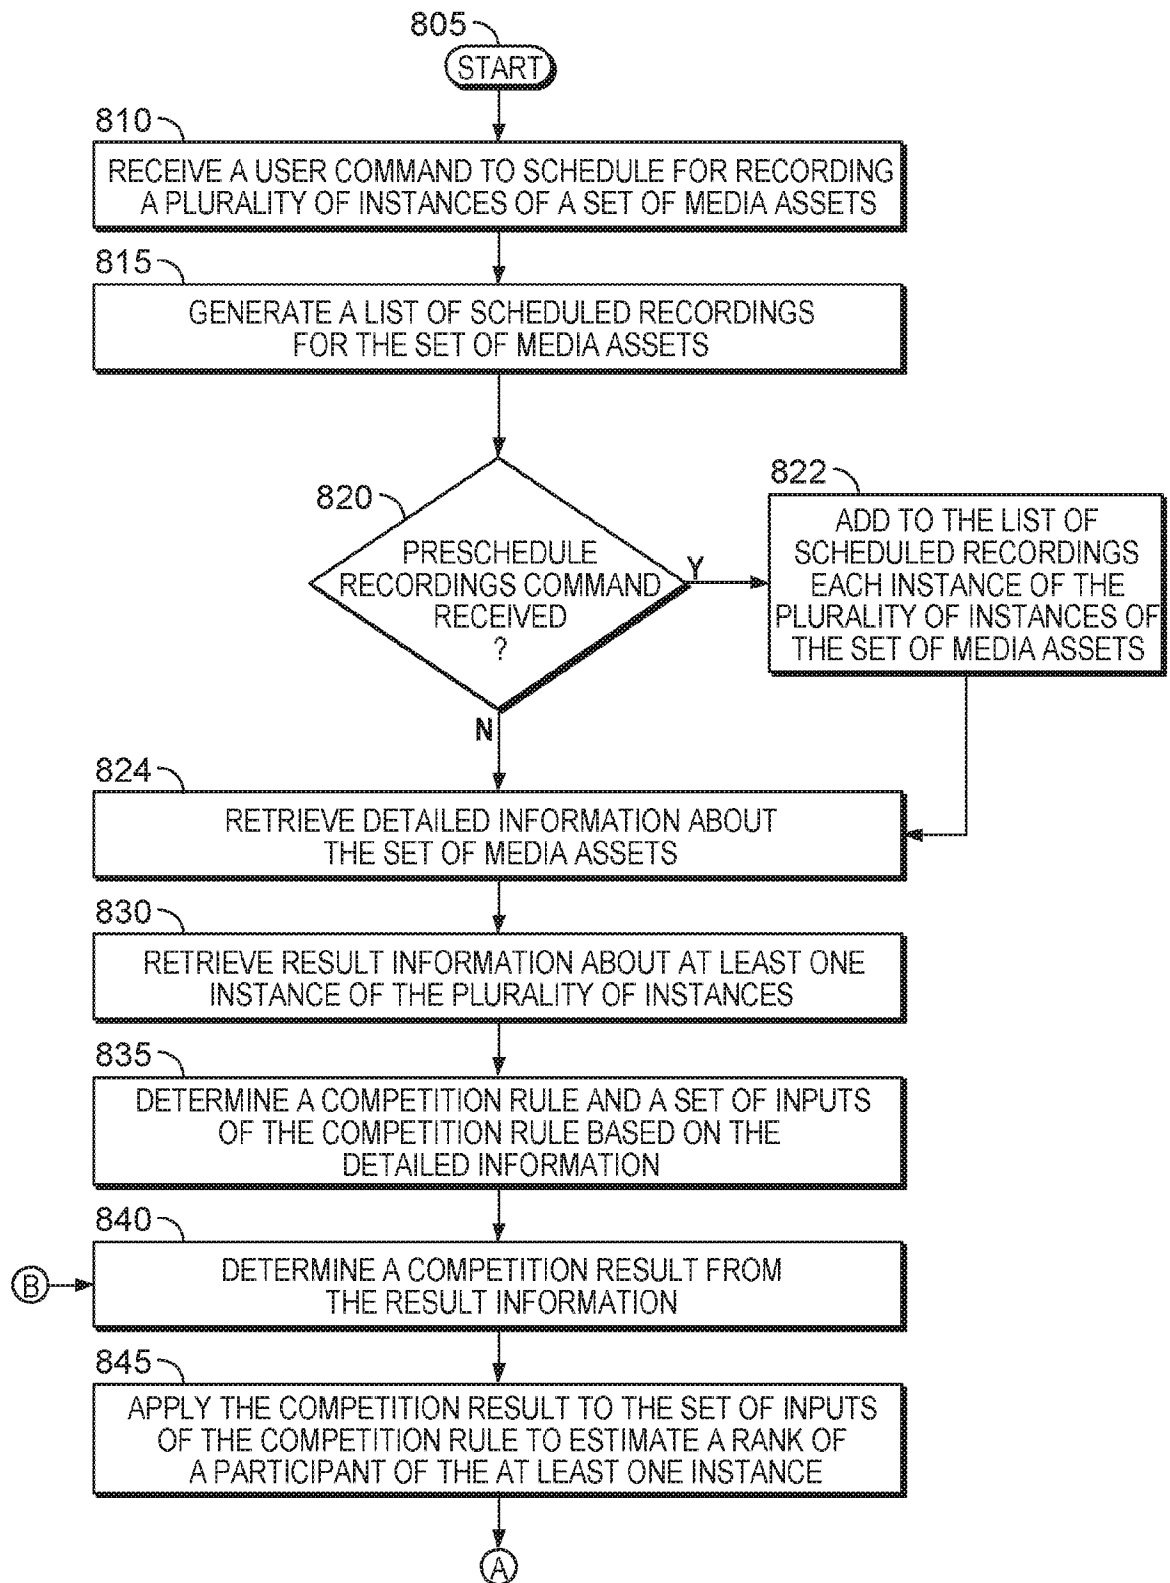 805
START
810
RECEIVE A USER COMMAND TO SCHEDULE FOR RECORDING
A PLURALITY OF INSTANCES OF A SET OF MEDIA ASSETS
815
GENERATE A LIST OF SCHEDULED RECORDINGS
FOR THE SET OF MEDIA ASSETS
820
PRESCHEDULE
RECORDINGS COMMAND
RECEIVED
?
Y
822
ADD TO THE LIST OF
SCHEDULED RECORDINGS
EACH INSTANCE OF THE
PLURALITY OF INSTANCES OF
THE SET OF MEDIA ASSETS
N
824
RETRIEVE DETAILED INFORMATION ABOUT
THE SET OF MEDIA ASSETS
830
RETRIEVE RESULT INFORMATION ABOUT AT LEAST ONE
INSTANCE OF THE PLURALITY OF INSTANCES
835
DETERMINE A COMPETITION RULE AND A SET OF INPUTS
OF THE COMPETITION RULE BASED ON THE
DETAILED INFORMATION
840
B
DETERMINE A COMPETITION RESULT FROM
THE RESULT INFORMATION
845
APPLY THE COMPETITION RESULT TO THE SET OF INPUTS
OF THE COMPETITION RULE TO ESTIMATE A RANK OF
A PARTICIPANT OF THE AT LEAST ONE INSTANCE
A